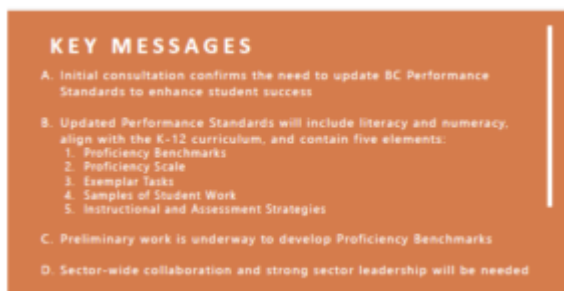 KEY MESSAGES
A. Initial consultation confirms the need to update BC Performance
Standards to enhance student success
B. Updated Performance Standards will include literacy and numeracy,
align with the K-12 curriculum, and contain five elements:
1. Proficiency Benchmarks
2. Proficiency Scale
3. Exemplar Tasks
4. Samples of Student Work
5. Instructional and Assessment Strategies
C. Preliminary work is underway to develop Proficiency Benchmarks
D. Sector-wide collaboration and strong sector leadership will be needed